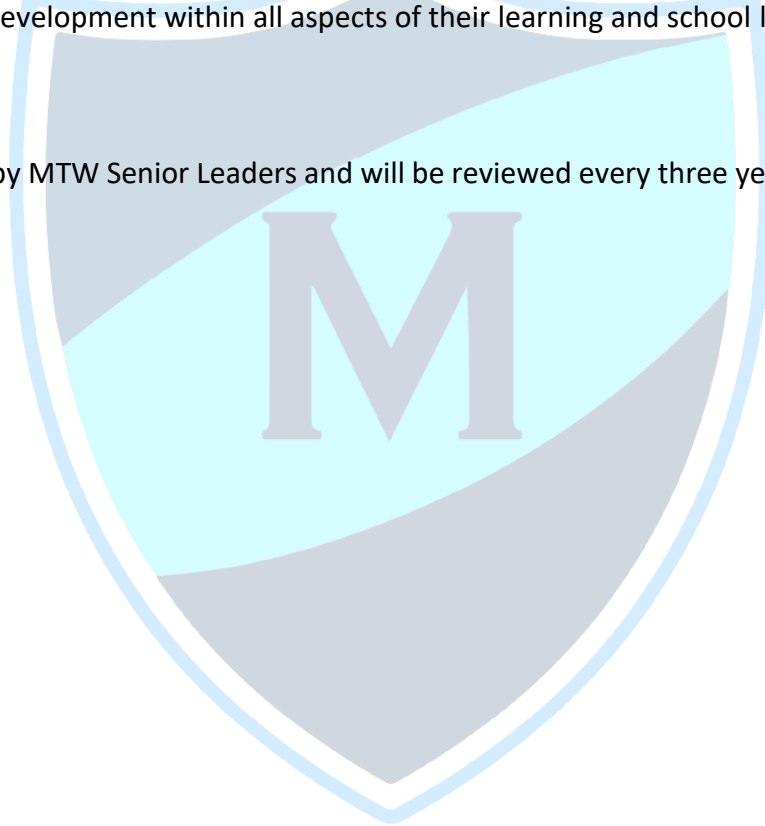 evelopment within all aspects of their learning and school l
by MTW Senior Leaders and will be reviewed every three ye
M